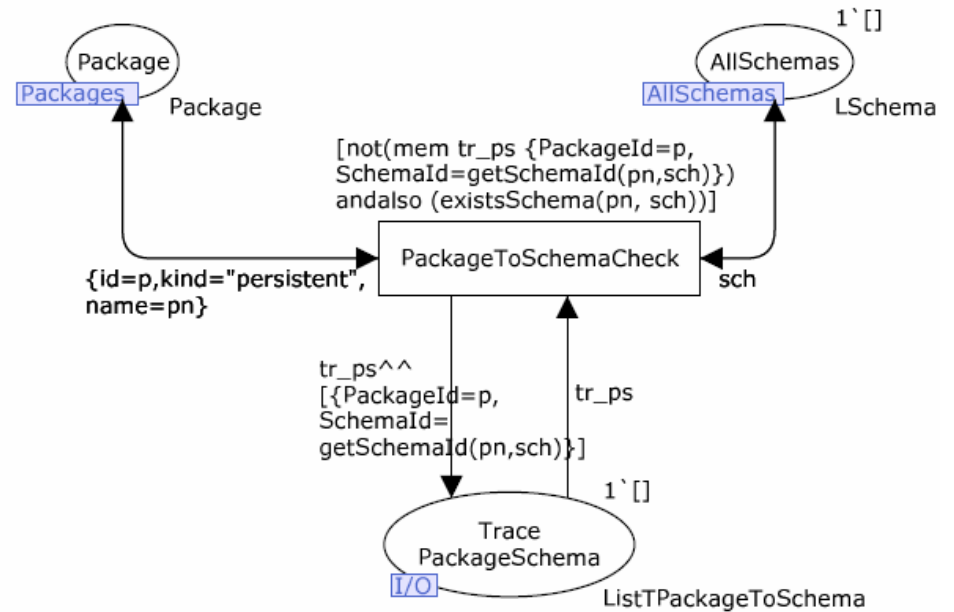 1`[]
Package
AllSchemas
Packages
AllSchemas
Package
LSchema
[not(mem tr_ps {PackageId=p,
SchemaId=getSchemaId(pn,sch)})
andalso (existsSchema(pn, sch))]
PackageToSchemaCheck
{id=p,kind="persistent",
name=pn}
sch
tr_ps^^
[{PackageId=p,
SchemaId=
getSchemaId(pn,sch)}]
tr_ps
1`[]
Trace
PackageSchema
I/O
ListTPackageToSchema